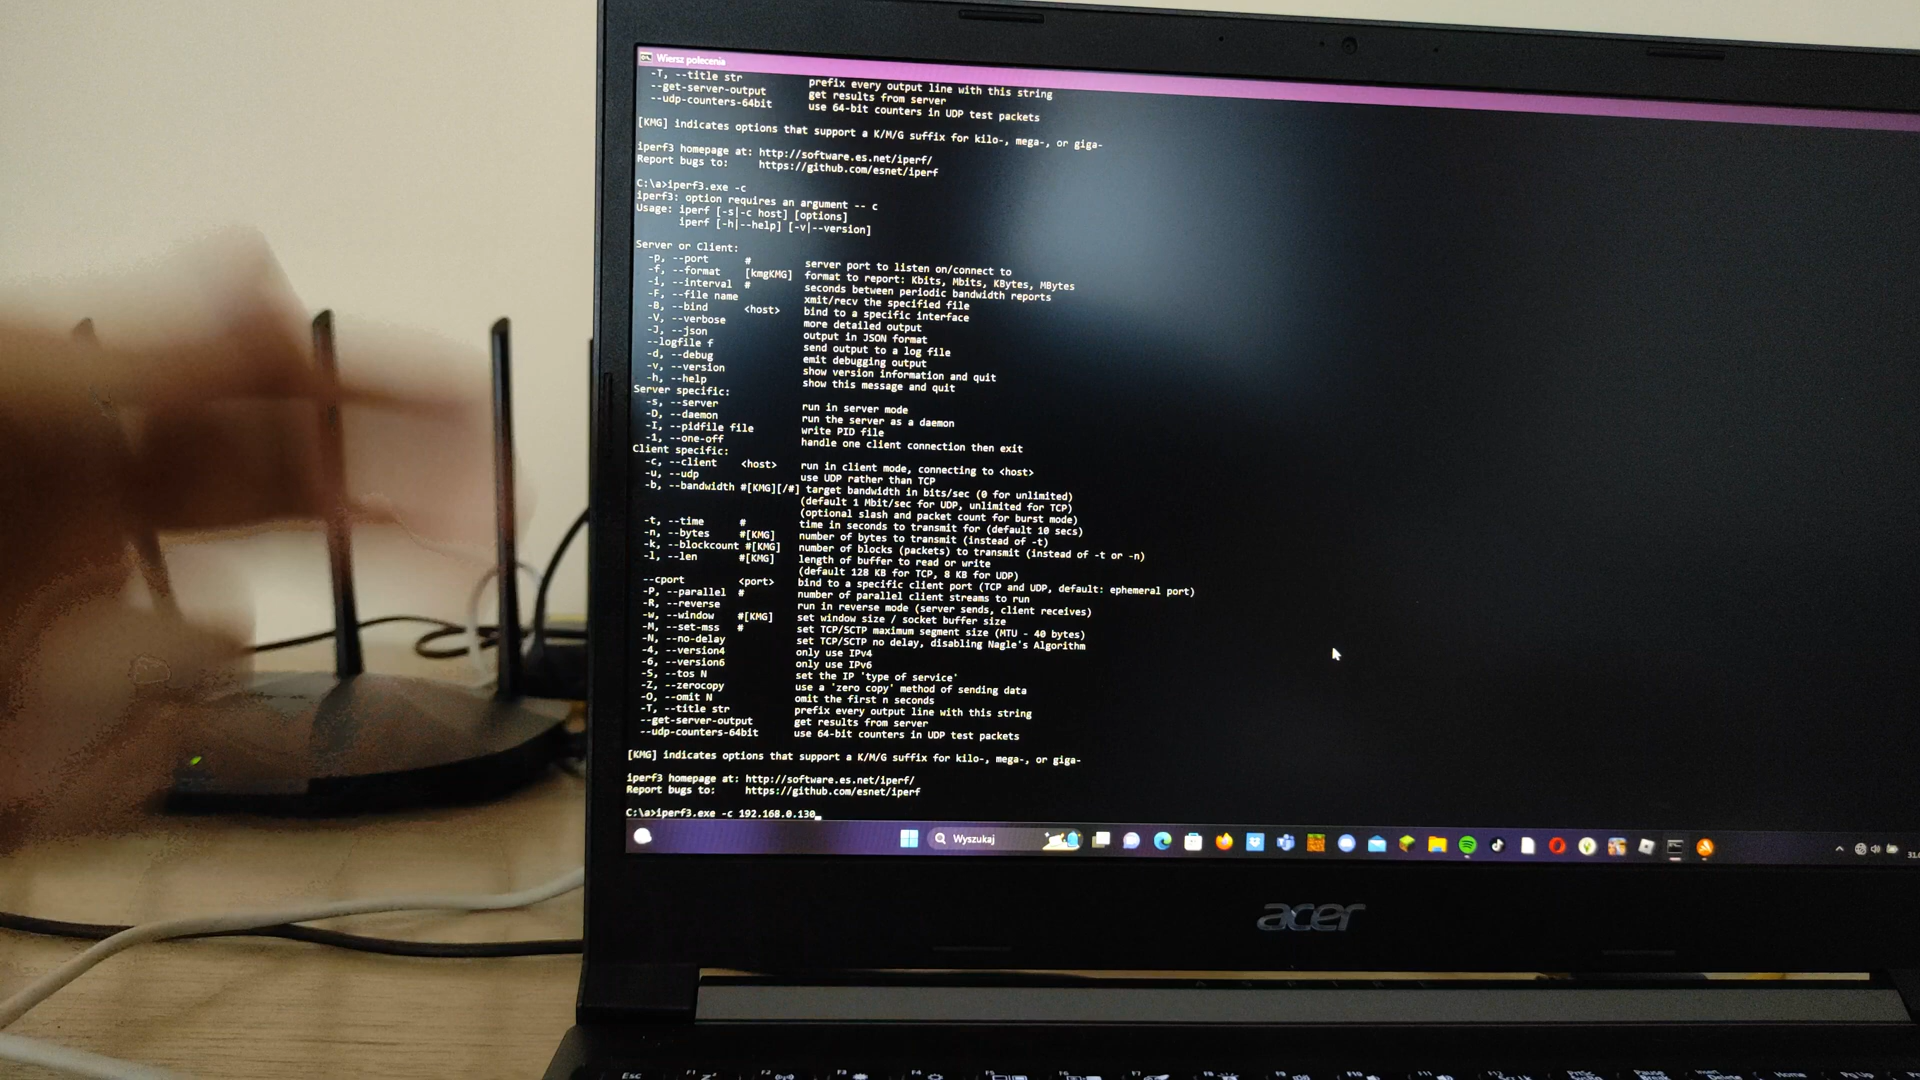 Wiersz polecenia
-T, --title str prefix every output line with this string
--get-server-output get results from server
--udp-counters-64bit use 64-bit counters in UDP test packets
[KMG] indicates options that support a K/M/G suffix for kilo-, mega-, or giga-
iperf3 homepage at: http://software.es.net/iperf/
Report bugs to: https://github.com/esnet/iperf
C:\a>iperf3.exe -c
iperf3: option requires an argument -- c
Usage: iperf [-s|-c host] [options]
iperf [-h|--help] [-v|--version]
Server or Client:
-p, --port # server port to listen on/connect to
-f, --format [kmgKMG] format to report: Kbits, Mbits, KBytes, MBytes
-i, --interval # seconds between periodic bandwidth reports
-F, --file name xmit/recv the specified file
-B, --bind <host> bind to a specific interface
-V, --verbose more detailed output
-J, --json output in JSON format
--logfile f send output to a log file
-d, --debug emit debugging output
-v, --version show version information and quit
-h, --help show this message and quit
Server specific:
-s, --server run in server mode
-D, --daemon run the server as a daemon
-I, --pidfile file write PID file
-1, --one-off handle one client connection then exit
Client specific:
-c, --client <host> run in client mode, connecting to <host>
-u, --udp use UDP rather than TCP
-b, --bandwidth #[KMG][/#] target bandwidth in bits/sec (0 for unlimited)
(default 1 Mbit/sec for UDP, unlimited for TCP)
(optional slash and packet count for burst mode)
-t, --time # time in seconds to transmit for (default 10 secs)
-n, --bytes #[KMG] number of bytes to transmit (instead of -t)
-k, --blockcount #[KMG] number of blocks (packets) to transmit (instead of -t or -n)
-l, --len #[KMG] length of buffer to read or write
(default 128 KB for TCP, 8 KB for UDP)
--cport <port> bind to a specific client port (TCP and UDP, default: ephemeral port)
-P, --parallel # number of parallel client streams to run
-R, --reverse run in reverse mode (server sends, client receives)
-w, --window #[KMG] set window size / socket buffer size
-M, --set-mss # set TCP/SCTP maximum segment size (MTU - 40 bytes)
-N, --no-delay set TCP/SCTP no delay, disabling Nagle's Algorithm
-4, --version4 only use IPv4
-6, --version6 only use IPv6
-S, --tos N set the IP 'type of service'
-Z, --zerocopy use a 'zero copy' method of sending data
-O, --omit N omit the first n seconds
-T, --title str prefix every output line with this string
--get-server-output get results from server
--udp-counters-64bit use 64-bit counters in UDP test packets
[KMG] indicates options that support a K/M/G suffix for kilo-, mega-, or giga-
iperf3 homepage at: http://software.es.net/iperf/
Report bugs to: https://github.com/esnet/iperf
C:\a>iperf3.exe -c 192.168.0.130_
Wyszukaj
acer
ASPIRE
Esc F1 F2 F3 F4 F5 F6 F7 F8 F9 F10 F11 F12